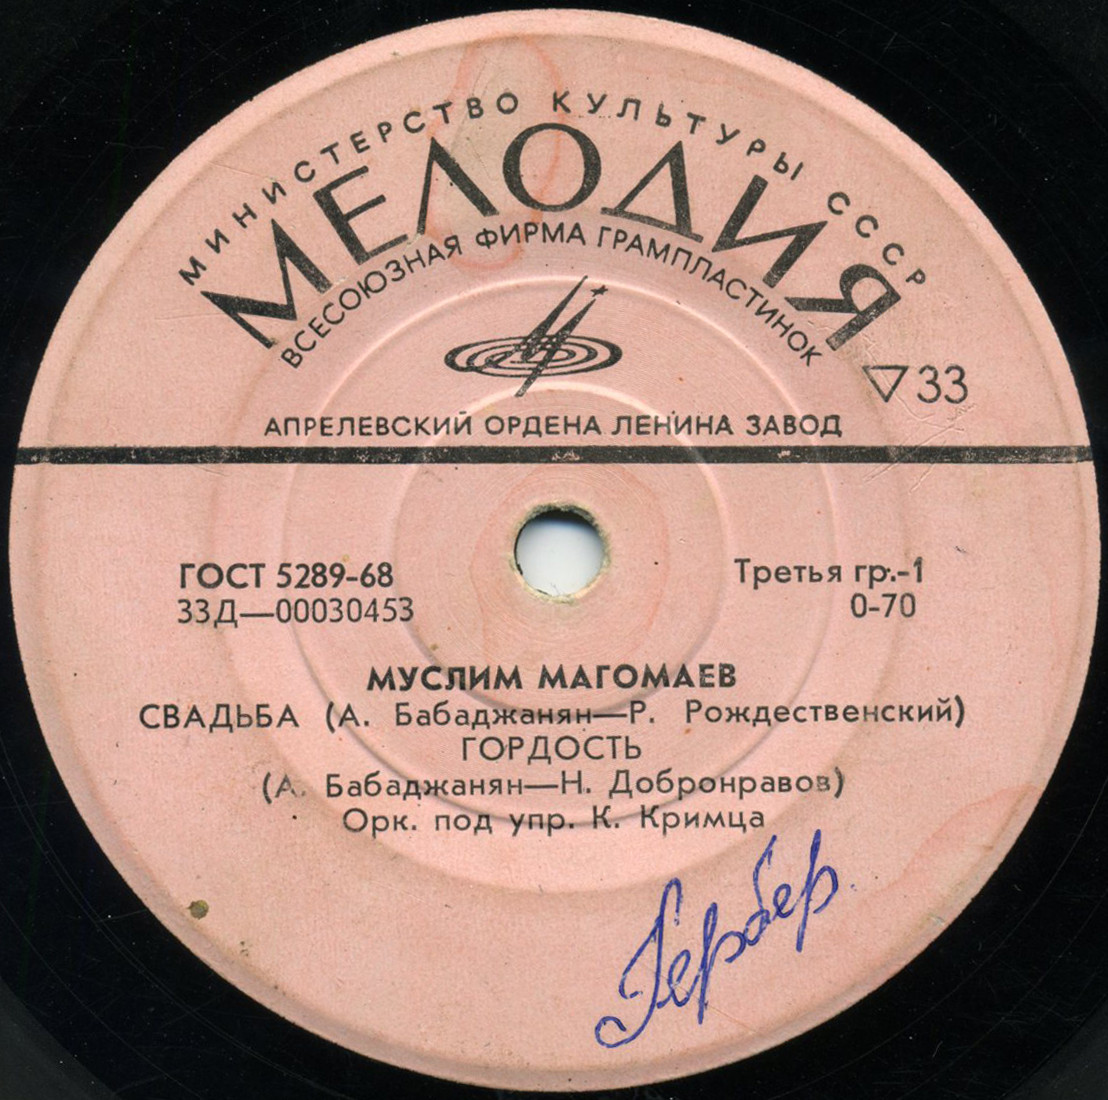 МИНИСТЕРСТВО КУЛЬТУРЫ СССР
МЕЛОДИЯ
ВСЕСОЮЗНАЯ ФИРМА ГРАМПЛАСТИНОК
33
АПРЕЛЕВСКИЙ ОРДЕНА ЛЕНИНА ЗАВОД
ГОСТ 5289-68
33Д—00030453
Третья гр.-1
0-70
МУСЛИМ МАГОМАЕВ
СВАДЬБА (А. Бабаджанян—Р. Рождественский)
ГОРДОСТЬ
(А. Бабаджанян—Н. Добронравов)
Орк. под упр. К. Кримца
Гербер